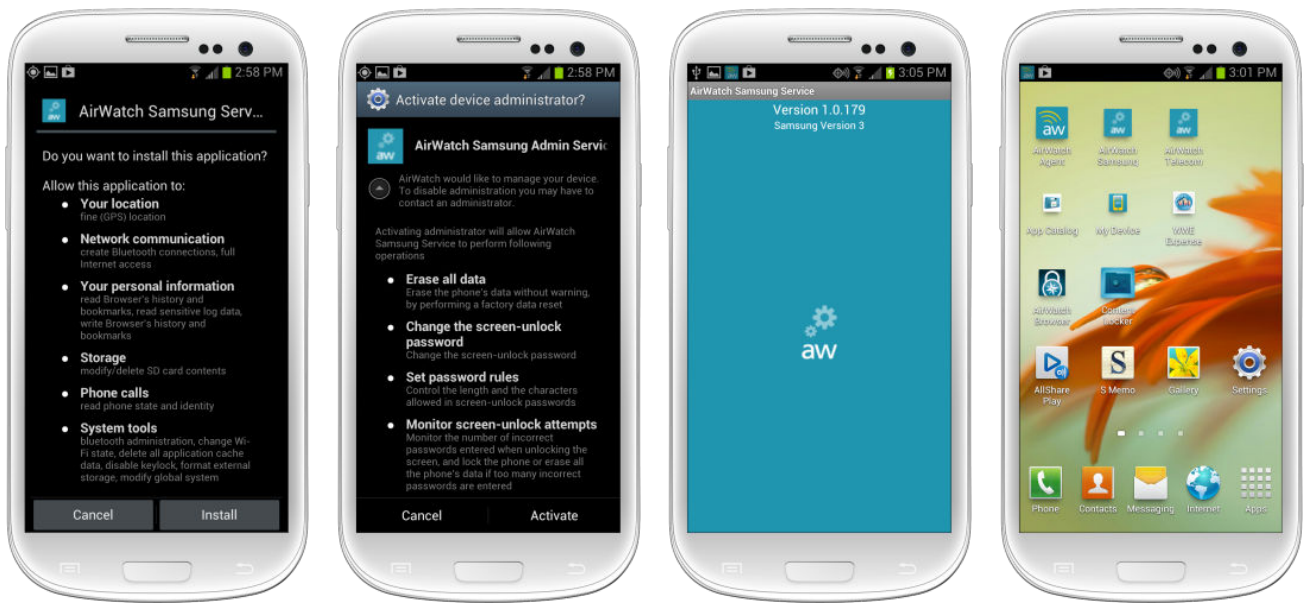 2:58 PM
AirWatch Samsung Serv...
Do you want to install this application?
Allow this application to:
Your location
fine (GPS) location
Network communication
create Bluetooth connections, full
Internet access
Your personal information
read Browser's history and
bookmarks, read sensitive log data,
write Browser's history and
bookmarks
Storage
modify/delete SD card contents
Phone calls
read phone state and identity
System tools
bluetooth administration, change Wi-
Fi state, delete all application cache
data, disable keylock, format external
storage, modify global system
Cancel
Install
2:58 PM
Activate device administrator?
aw
AirWatch Samsung Admin Servic
AirWatch would like to manage your device.
To disable administration you may have to
contact an administrator.
Activating administrator will allow AirWatch
Samsung Service to perform following
operations
Erase all data
Erase the phone's data without warning,
by performing a factory data reset
Change the screen-unlock
password
Change the screen-unlock password
Set password rules
Control the length and the characters
allowed in screen-unlock passwords
Monitor screen-unlock attempts
Monitor the number of incorrect
passwords entered when unlocking the
screen, and lock the phone or erase all
the phone's data if too many incorrect
passwords are entered
Cancel
Activate
3:05 PM
AirWatch Samsung Service
Version 1.0.179
Samsung Version 3
aw
3:01 PM
aw aw aw
AirWatch Agent
AirWatch Samsung
AirWatch Telecom
App Catalog
My Device
WWE Expense
AirWatch Browser
Content Locker
AllShare Play
S
S Memo
Gallery
Settings
Phone
Contacts
Messaging
Internet
Apps